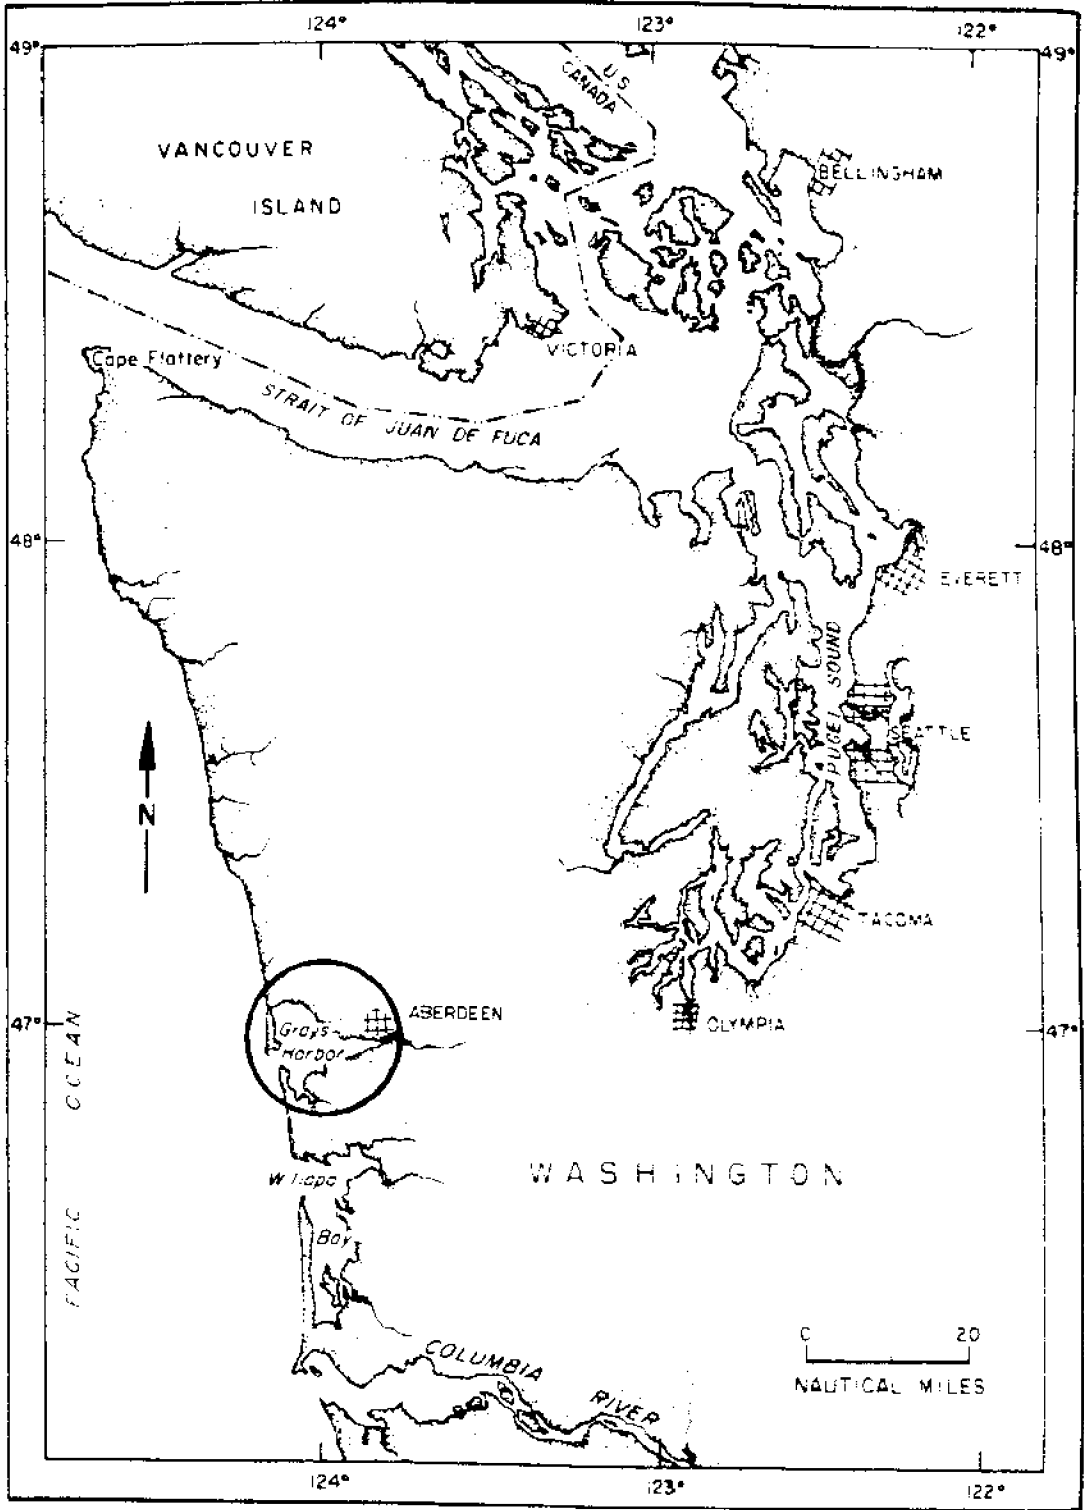 124°
123°
122°
49°
49°
US
CANADA
VANCOUVER
ISLAND
BELLINGHAM
VICTORIA
Cape Flattery
STRAIT OF JUAN DE FUCA
48°
48°
EVERETT
PUGET SOUND
SEATTLE
N
TACOMA
ABERDEEN
Grays
Harbor
47°
47°
OLYMPIA
PACIFIC OCEAN
WASHINGTON
Willapa
Bay
COLUMBIA
RIVER
0 20
NAUTICAL MILES
124°
123°
122°